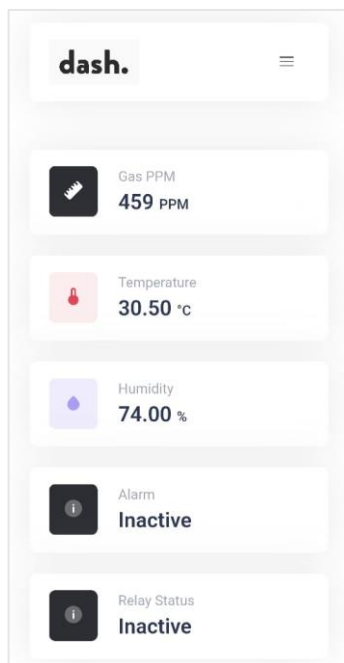 dash.
Gas PPM
459 PPM
Temperature
30.50 °C
Humidity
74.00 %
Alarm
Inactive
Relay Status
Inactive